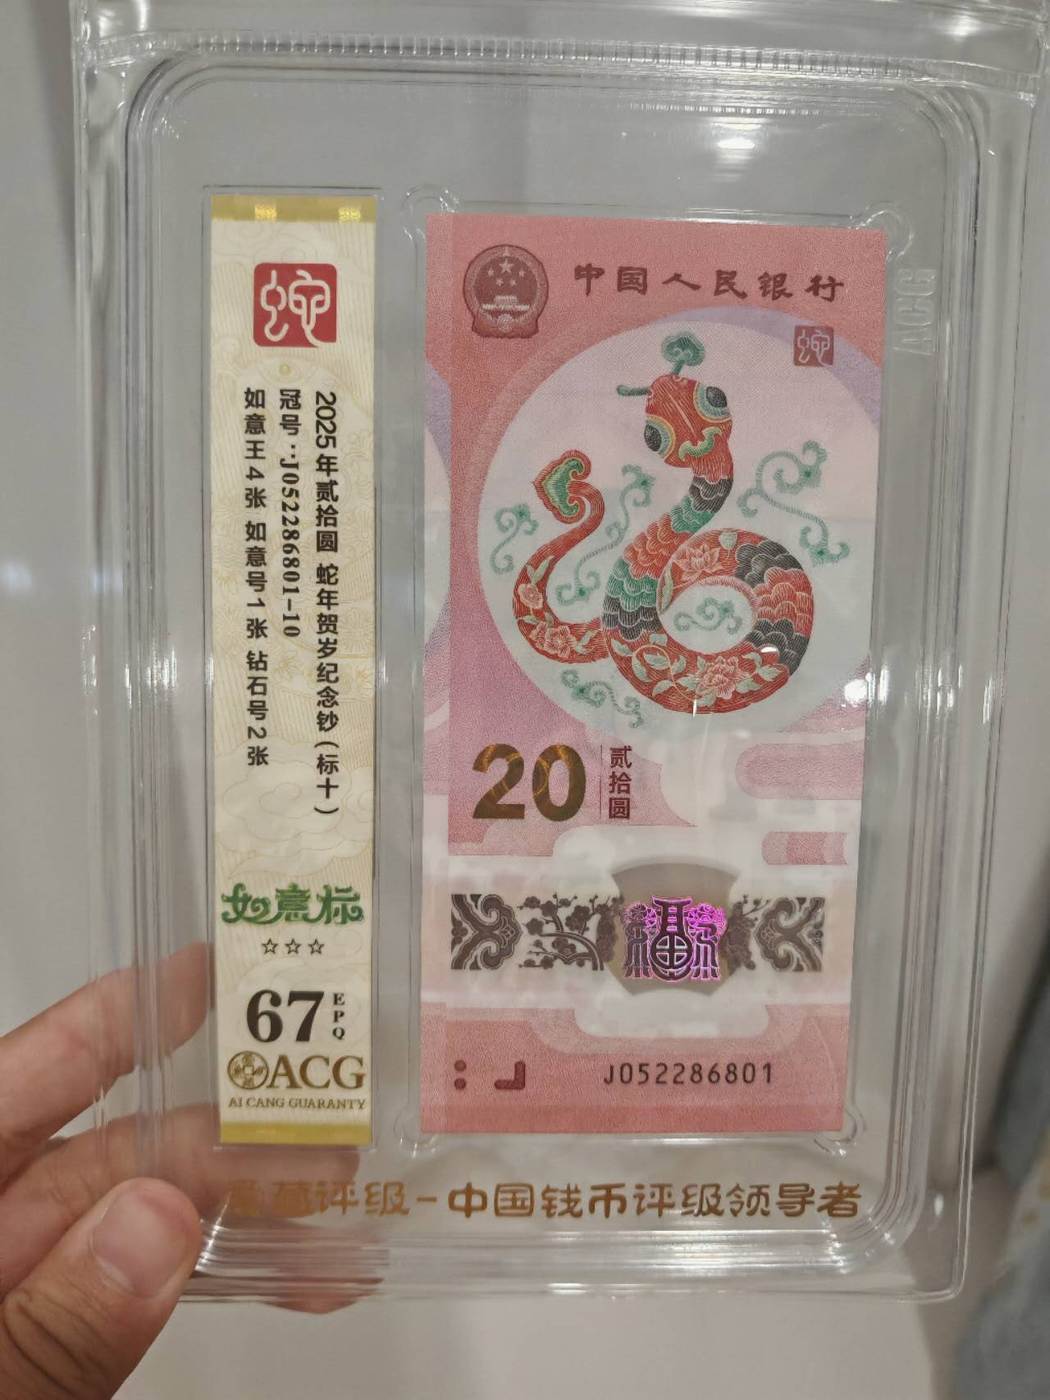 蛇
2025年贰拾圆 蛇年贺岁纪念钞(标十)
冠号:J052286801-10
如意王4张 如意号1张 钻石号2张
如意标
☆☆☆
67 EPQ
ACG
AI CANG GUARANTY
中国人民银行
蛇
20 贰拾圆
福
J052286801
ACG
爱藏评级-中国钱币评级领导者